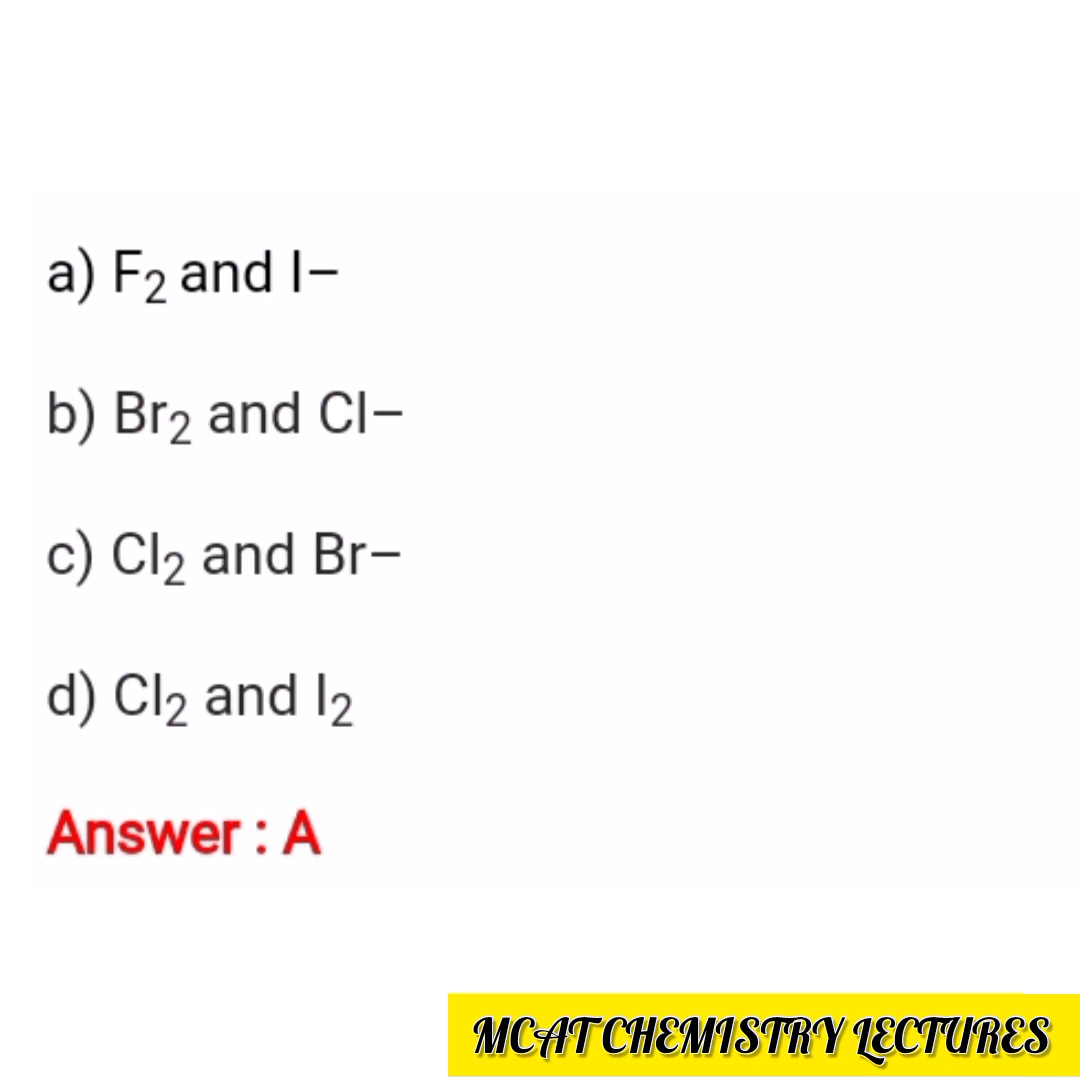 a) F₂ and I−
b) Br₂ and Cl−
c) Cl₂ and Br−
d) Cl₂ and I₂
Answer : A
MCAT CHEMISTRY LECTURES